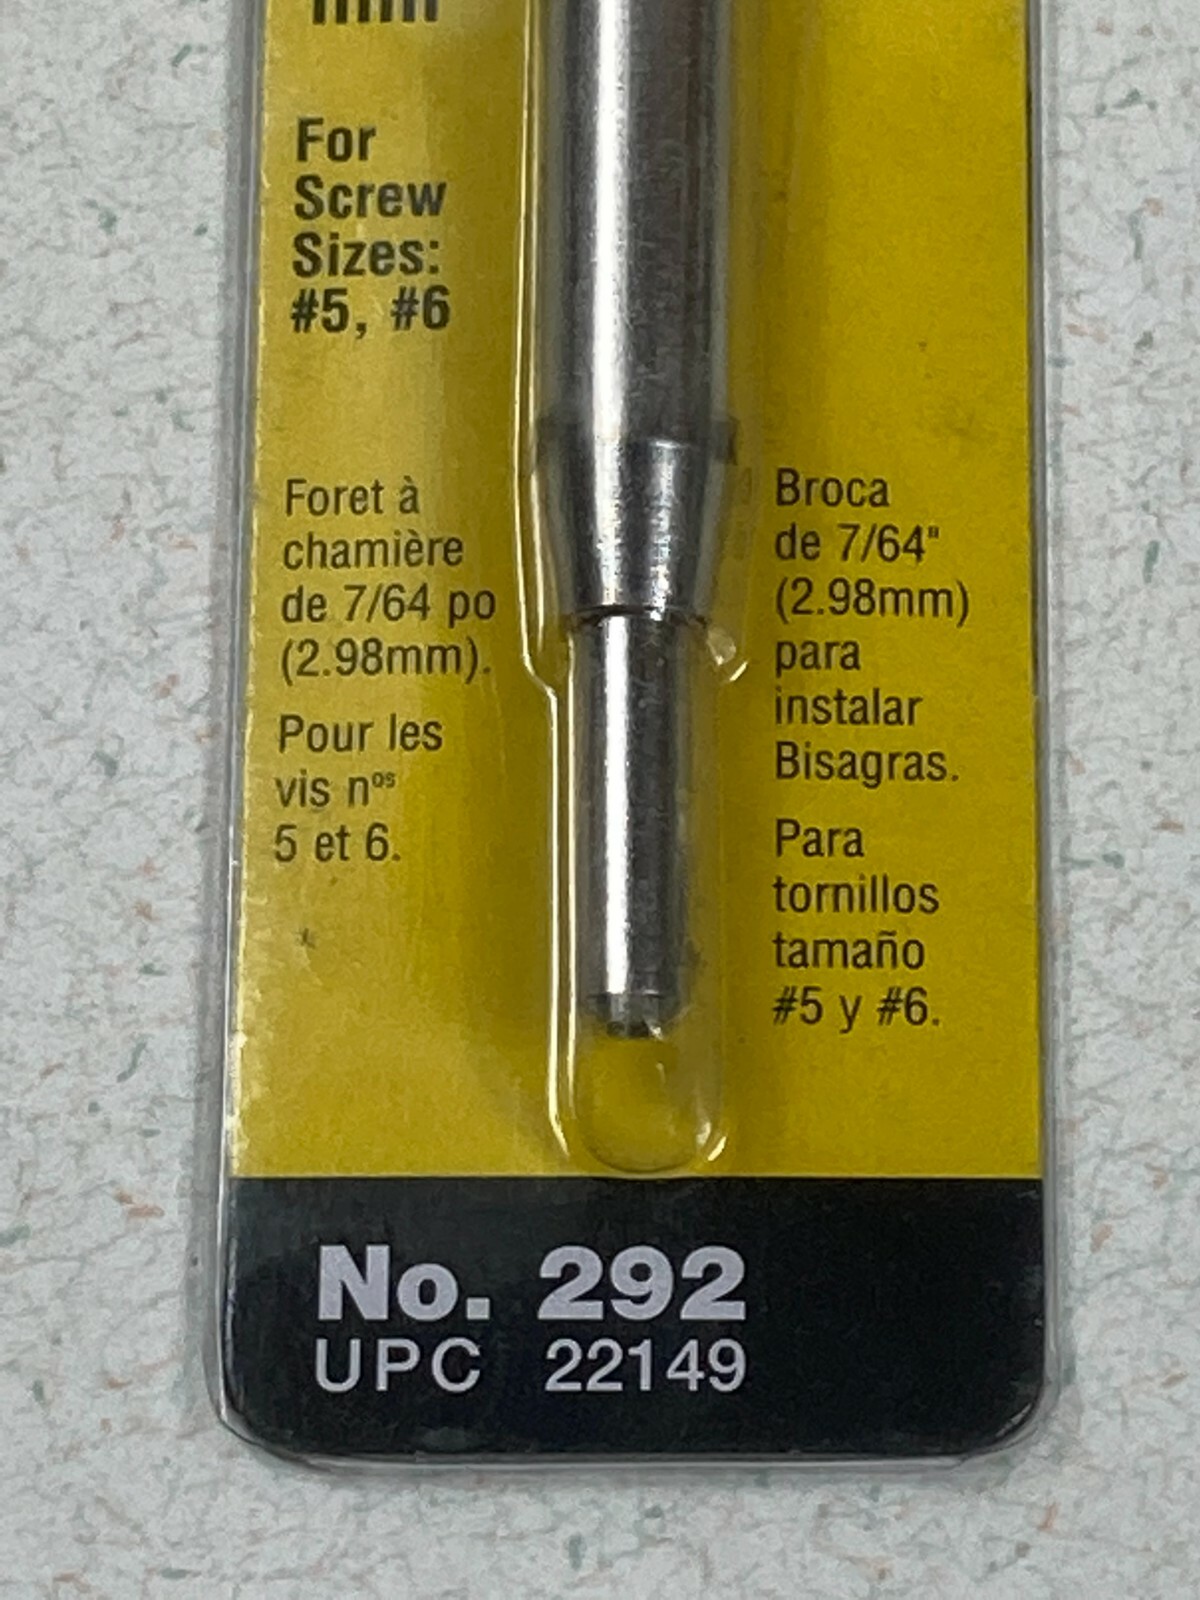 mm
For
Screw
Sizes:
#5, #6
Foret à
chamière
de 7/64 po
(2.98mm).
Pour les
vis nos
5 et 6.
Broca
de 7/64"
(2.98mm)
para
instalar
Bisagras.
Para
tornillos
tamaño
#5 y #6.
No. 292
UPC 22149